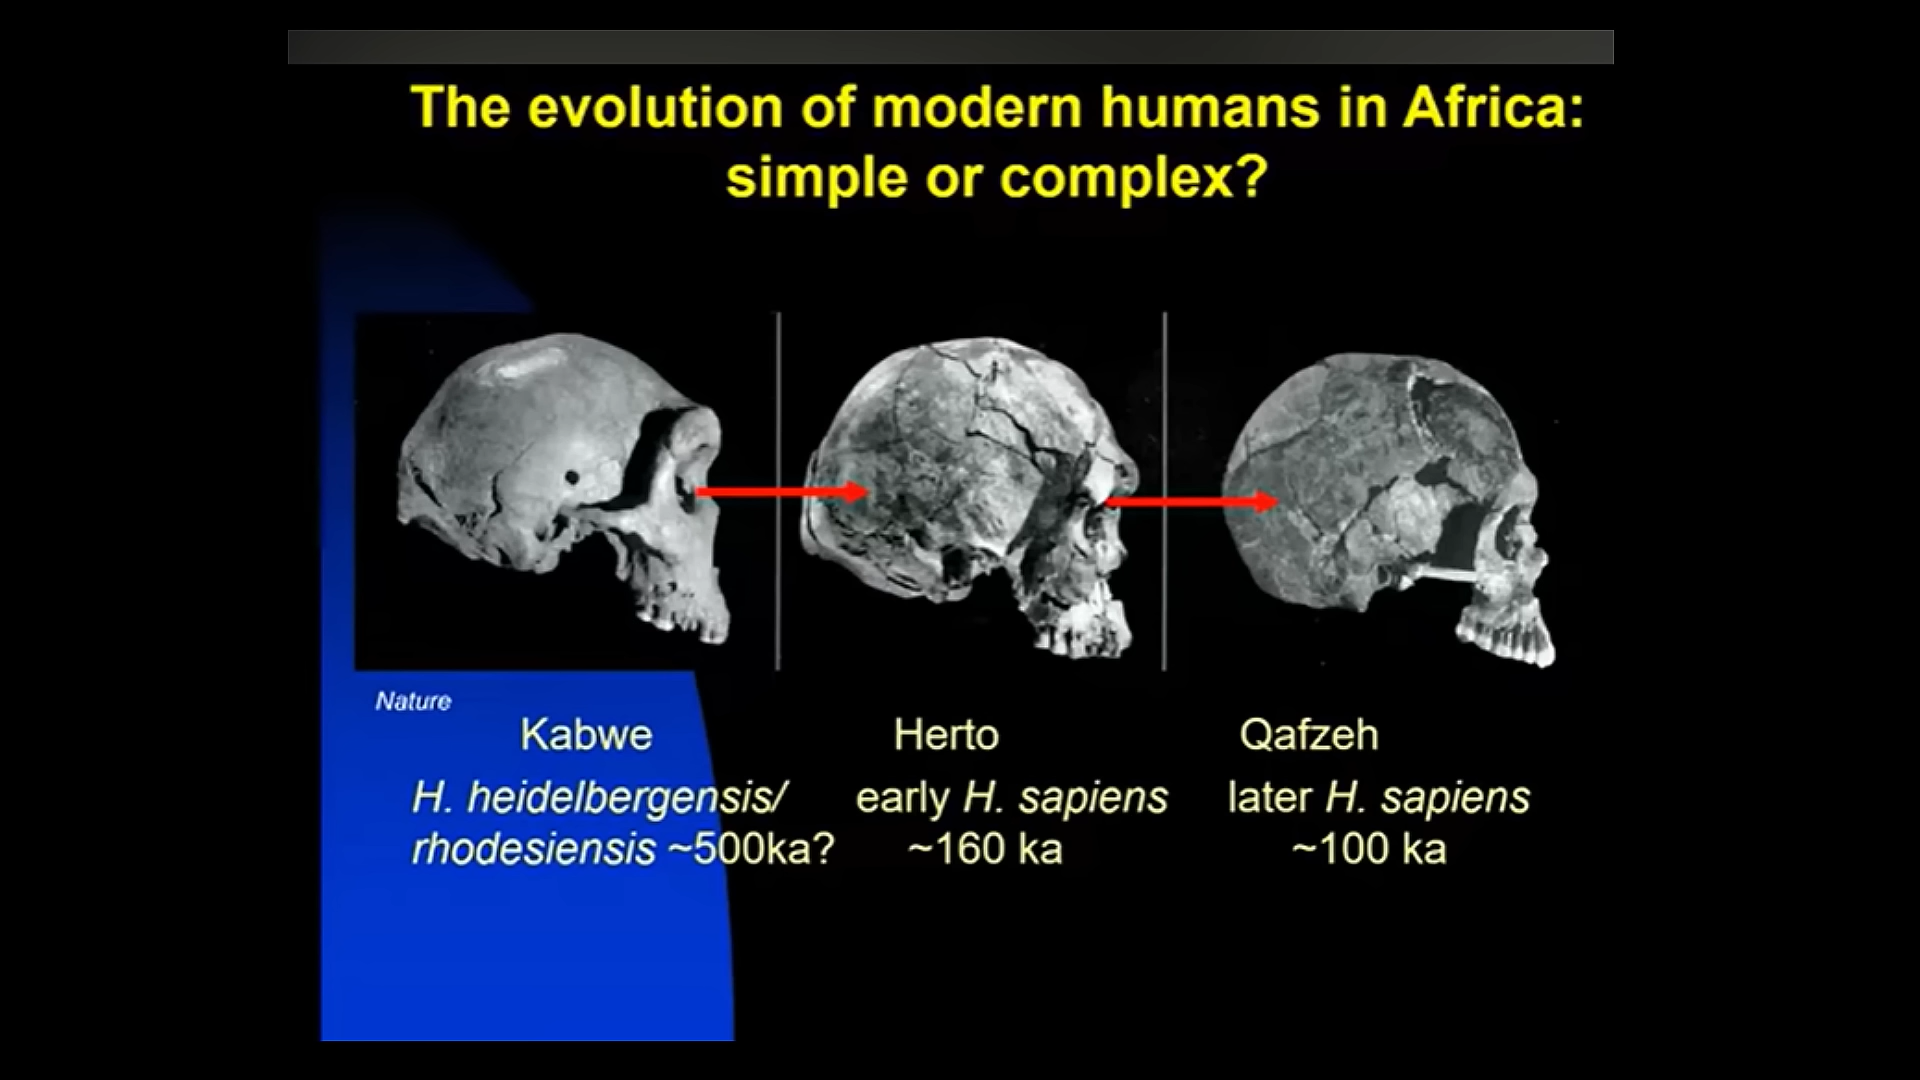 The evolution of modern humans in Africa:
simple or complex?
Nature
Kabwe
Herto
Qafzeh
H. heidelbergensis/
rhodesiensis ~500ka?
early H. sapiens
~160 ka
later H. sapiens
~100 ka